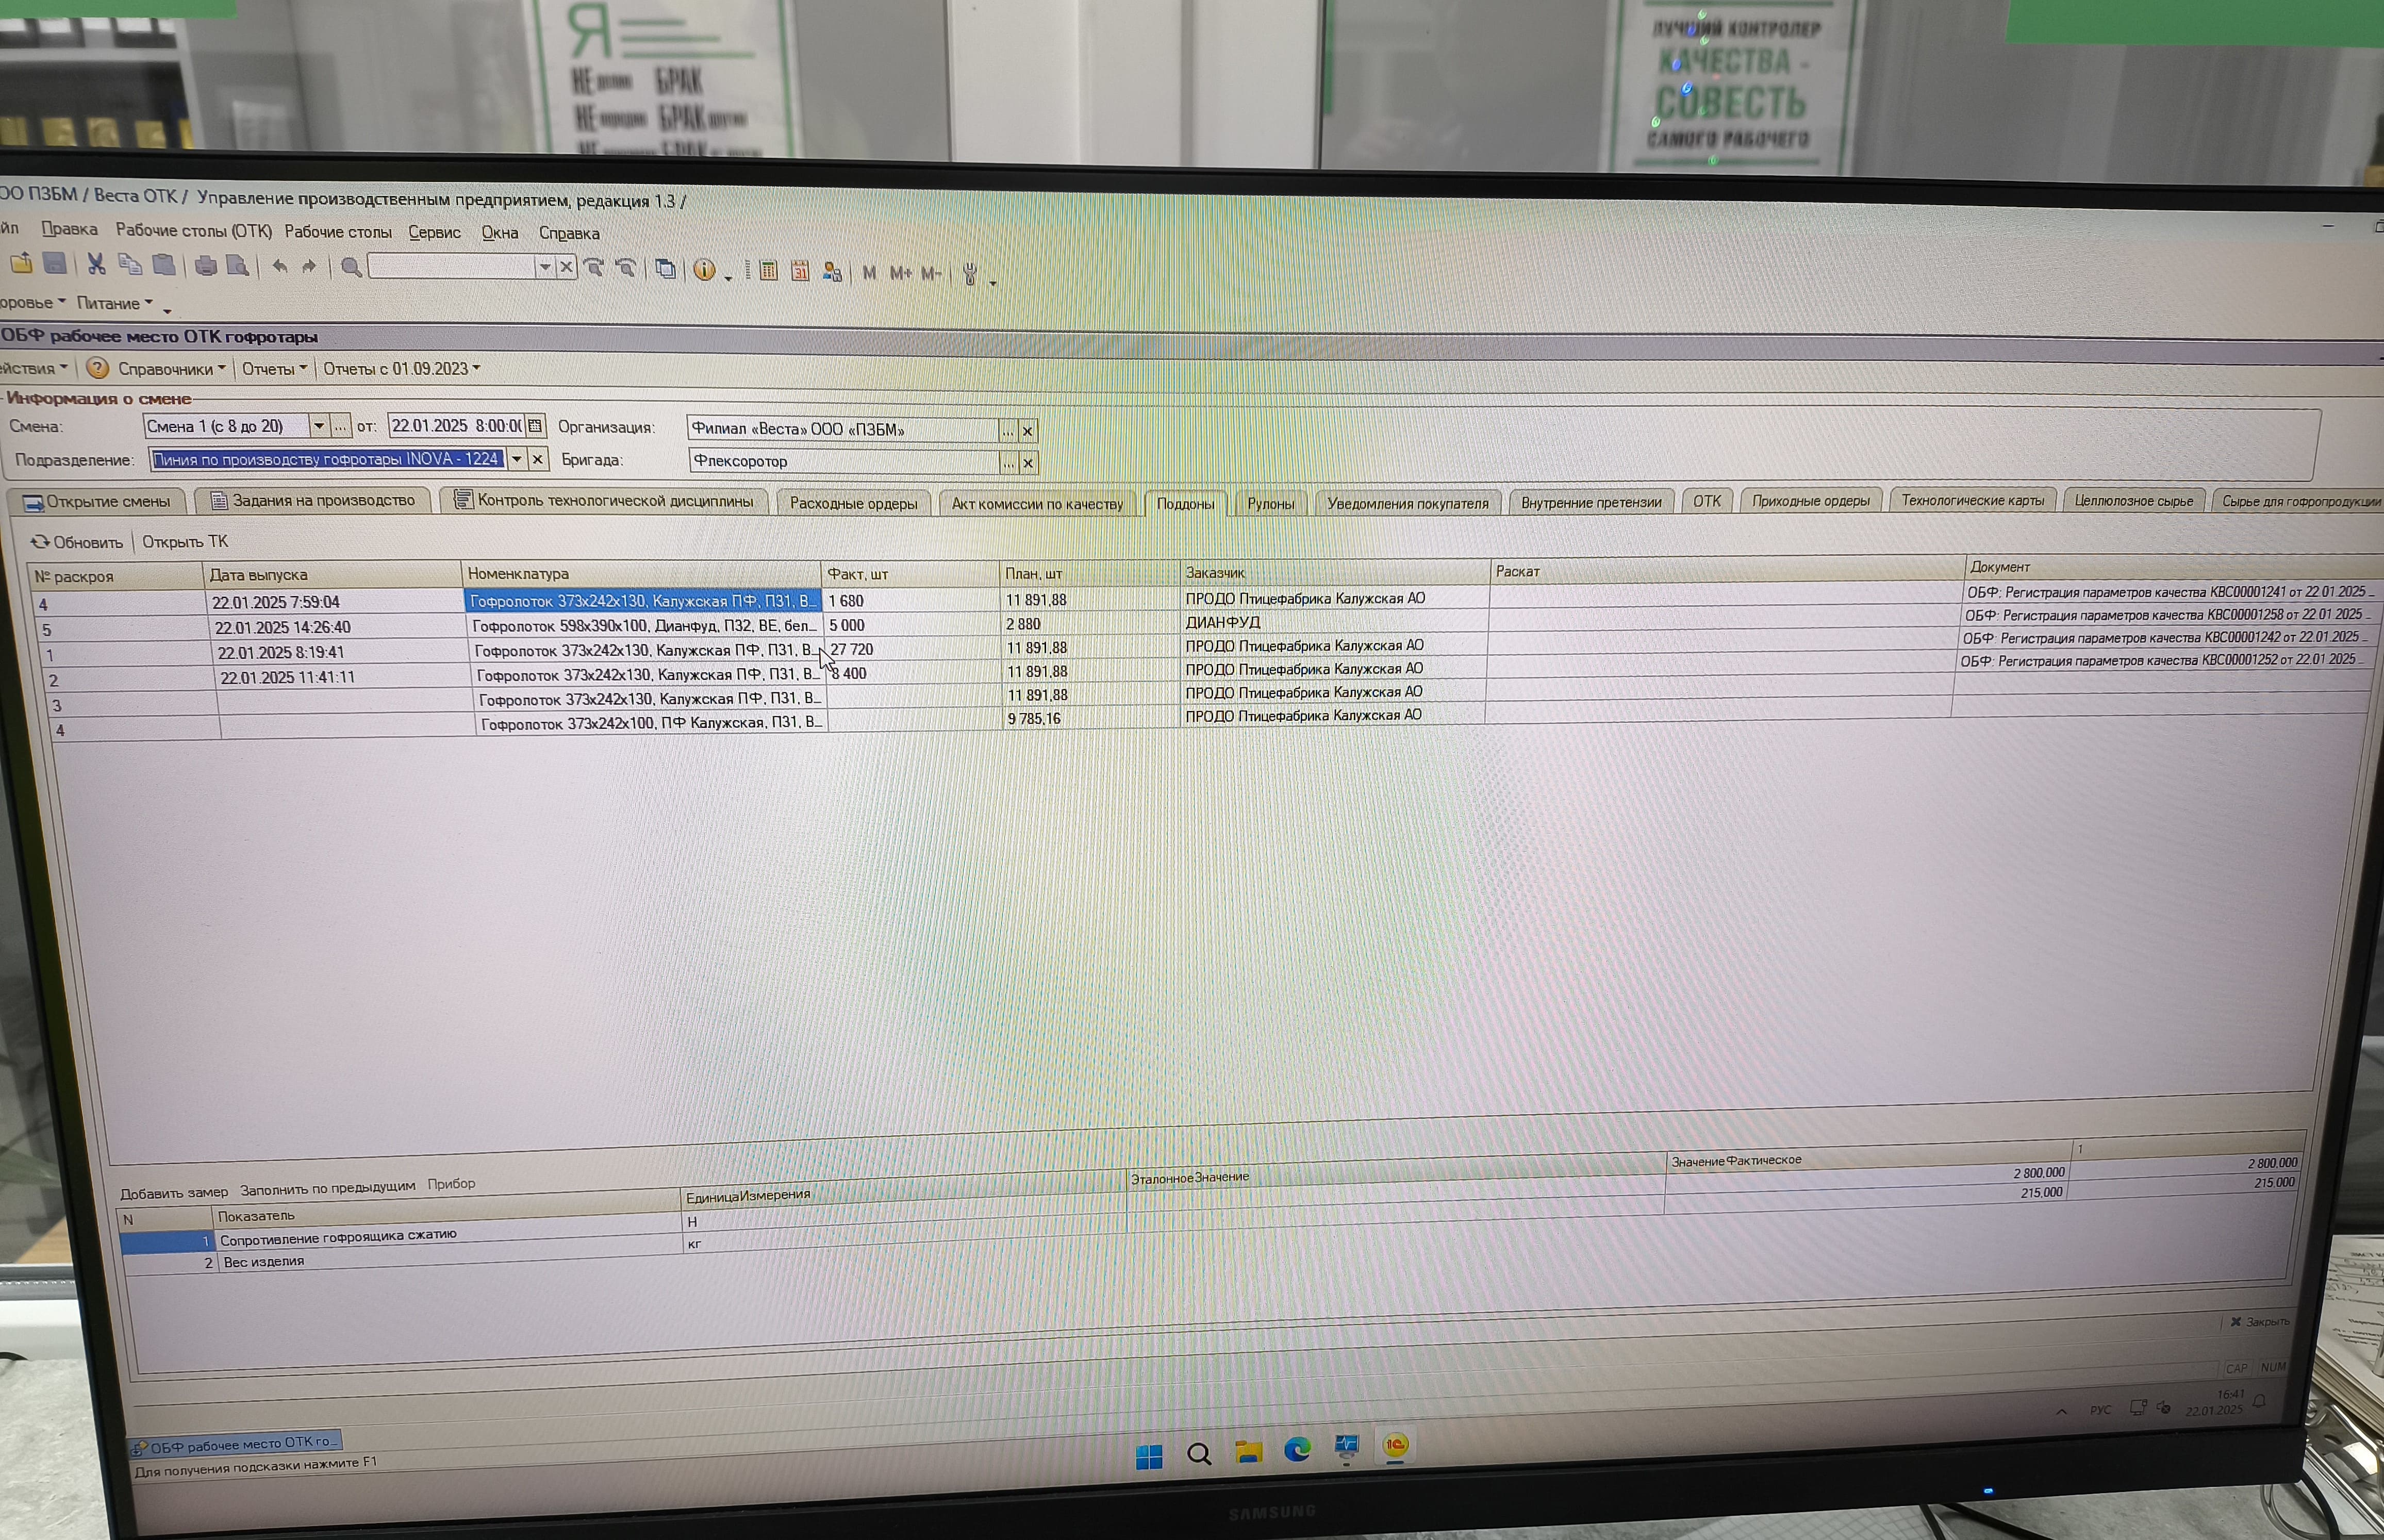 Я
НЕ БРАК
НЕ БРАК
НЕ БРАК
ЛУЧШИЙ КОНТРОЛЕР
КАЧЕСТВА -
СОВЕСТЬ
САМОГО РАБОЧЕГО
ОО ПЗБМ / Веста ОТК / Управление производственным предприятием, редакция 1.3 /
йл Правка Рабочие столы (ОТК) Рабочие столы Сервис Окна Справка
31 M M+ M-
оровье Питание
ОБФ рабочее место ОТК гофротары
йствия Справочники Отчеты Отчеты с 01.09.2023
Информация о смене
Смена: Смена 1 (с 8 до 20) ... от: 22.01.2025 8:00:0( Организация: Филиал «Веста» ООО «ПЗБМ» ...
Подразделение: Линия по производству гофротары INOVA - 1224 Бригада: Флексоротор ...
Открытие смены Задания на производство Контроль технологической дисциплины Расходные ордеры Акт комиссии по качеству Поддоны Рулоны Уведомления покупателя Внутренние претензии ОТК Приходные ордеры Технологические карты Целлюлозное сырье Сырье для гофропродукции
Обновить Открыть ТК
№ раскроя Дата выпуска Номенклатура Факт, шт План, шт Заказчик Раскат Документ
4 22.01.2025 7:59:04 Гофролоток 373х242х130, Калужская ПФ, П31, В... 1 680 11 891,88 ПРОДО Птицефабрика Калужская АО ОБФ: Регистрация параметров качества КВС00001241 от 22.01.2025 ...
5 22.01.2025 14:26:40 Гофролоток 598х390х100, Дианфуд, П32, ВЕ, бел... 5 000 2 880 ДИАНФУД ОБФ: Регистрация параметров качества КВС00001258 от 22.01.2025 ...
1 22.01.2025 8:19:41 Гофролоток 373х242х130, Калужская ПФ, П31, В... 27 720 11 891,88 ПРОДО Птицефабрика Калужская АО ОБФ: Регистрация параметров качества КВС00001242 от 22.01.2025 ...
2 22.01.2025 11:41:11 Гофролоток 373х242х130, Калужская ПФ, П31, В... 8 400 11 891,88 ПРОДО Птицефабрика Калужская АО ОБФ: Регистрация параметров качества КВС00001252 от 22.01.2025 ...
3 Гофролоток 373х242х130, Калужская ПФ, П31, В... 11 891,88 ПРОДО Птицефабрика Калужская АО
4 Гофролоток 373х242х100, ПФ Калужская, П31, В... 9 785,16 ПРОДО Птицефабрика Калужская АО
Добавить замер Заполнить по предыдущим Прибор
N Показатель ЕдиницаИзмерения ЭталонноеЗначение ЗначениеФактическое 1
1 Сопротивление гофроящика сжатию Н 2 800,000 2 800,000
2 Вес изделия кг 215,000 215,000
Закрыть
CAP NUM
ОБФ рабочее место ОТК го...
Для получения подсказки нажмите F1
РУС 16:41
22.01.2025
SAMSUNG